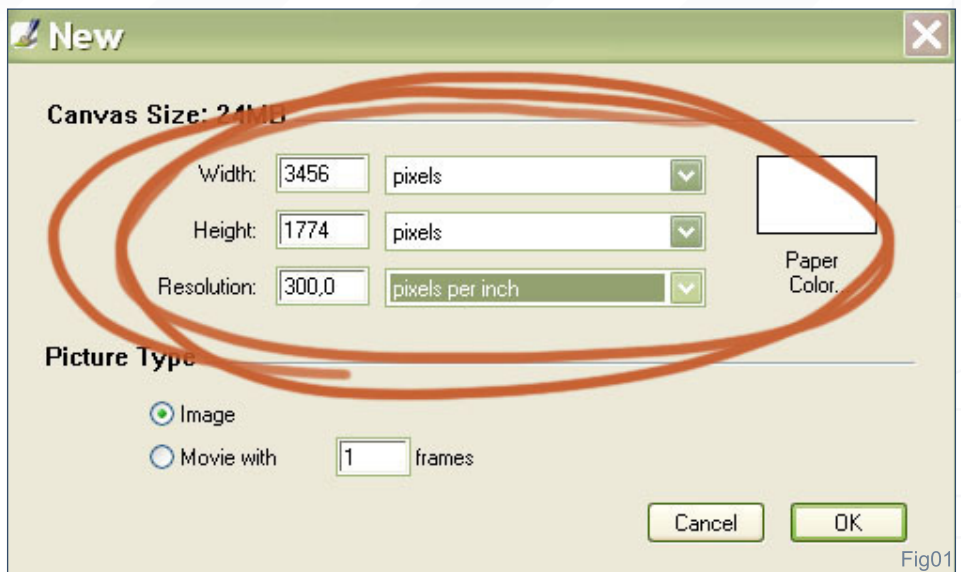 New
Canvas Size: 24MB
Width: 3456 pixels
Height: 1774 pixels
Resolution: 300,0 pixels per inch
Paper
Color...
Picture Type
Image
Movie with 1 frames
Cancel OK
Fig01